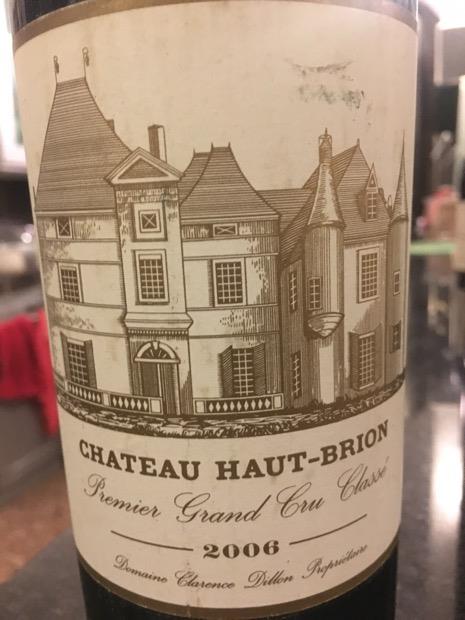 CHATEAU HAUT-BRION
Premier Grand Cru Classé
2006
Domaine Clarence Dillon Propriétaire